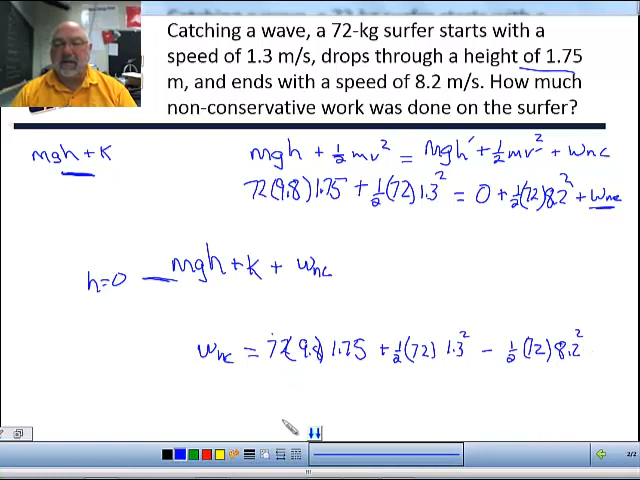 Catching a wave, a 72-kg surfer starts with a
speed of 1.3 m/s, drops through a height of 1.75
m, and ends with a speed of 8.2 m/s. How much
non-conservative work was done on the surfer?
mgh + K
mgh + ½mv² = mgh' + ½mv² + Wnc
72(9.8)1.75 + ½(72)1.3² = 0 + ½(72)8.2² + Wnc
h=0
mgh + K + Wnc
Wnc = 72(9.8)1.75 + ½(72)1.3² − ½(72)8.2²
2/2